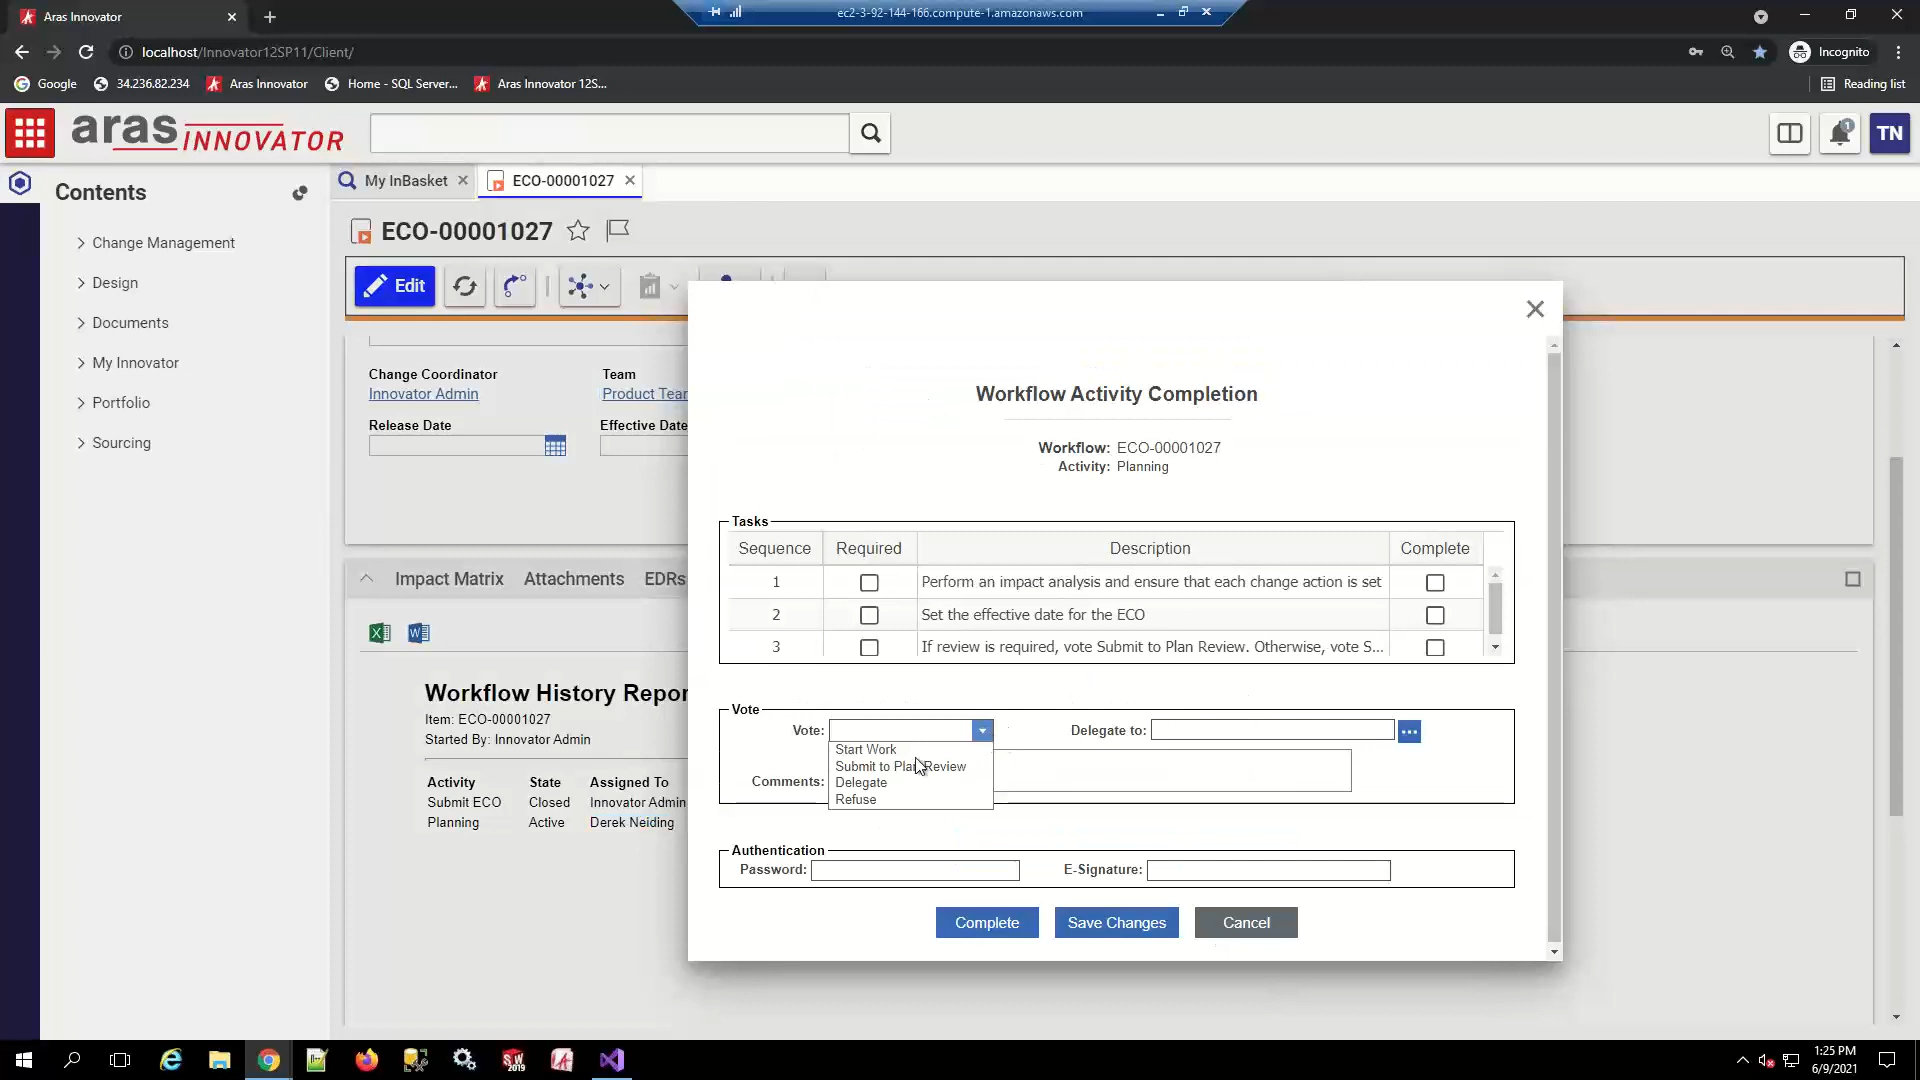 Aras Innovator
ec2-3-92-144-166.compute-1.amazonaws.com
localhost/Innovator12SP11/Client/
Incognito
Google
34.236.82.234
Aras Innovator
Home - SQL Server...
Aras Innovator 12S...
Reading list
aras INNOVATOR
1
TN
Contents
Change Management
Design
Documents
My Innovator
Portfolio
Sourcing
My InBasket
ECO-00001027
ECO-00001027
Edit
Change Coordinator
Team
Innovator Admin
Product Tear
Release Date
Effective Date
Impact Matrix
Attachments
EDRs
Workflow History Repor
Item: ECO-00001027
Started By: Innovator Admin
Activity State Assigned To
Submit ECO Closed Innovator Admin
Planning Active Derek Neiding
Workflow Activity Completion
Workflow: ECO-00001027
Activity: Planning
Tasks
Sequence Required Description Complete
1 Perform an impact analysis and ensure that each change action is set
2 Set the effective date for the ECO
3 If review is required, vote Submit to Plan Review. Otherwise, vote S...
Vote
Vote:
Delegate to:
...
Start Work
Submit to Plan Review
Delegate
Refuse
Comments:
Authentication
Password:
E-Signature:
Complete
Save Changes
Cancel
SW
2019
1:25 PM
6/9/2021